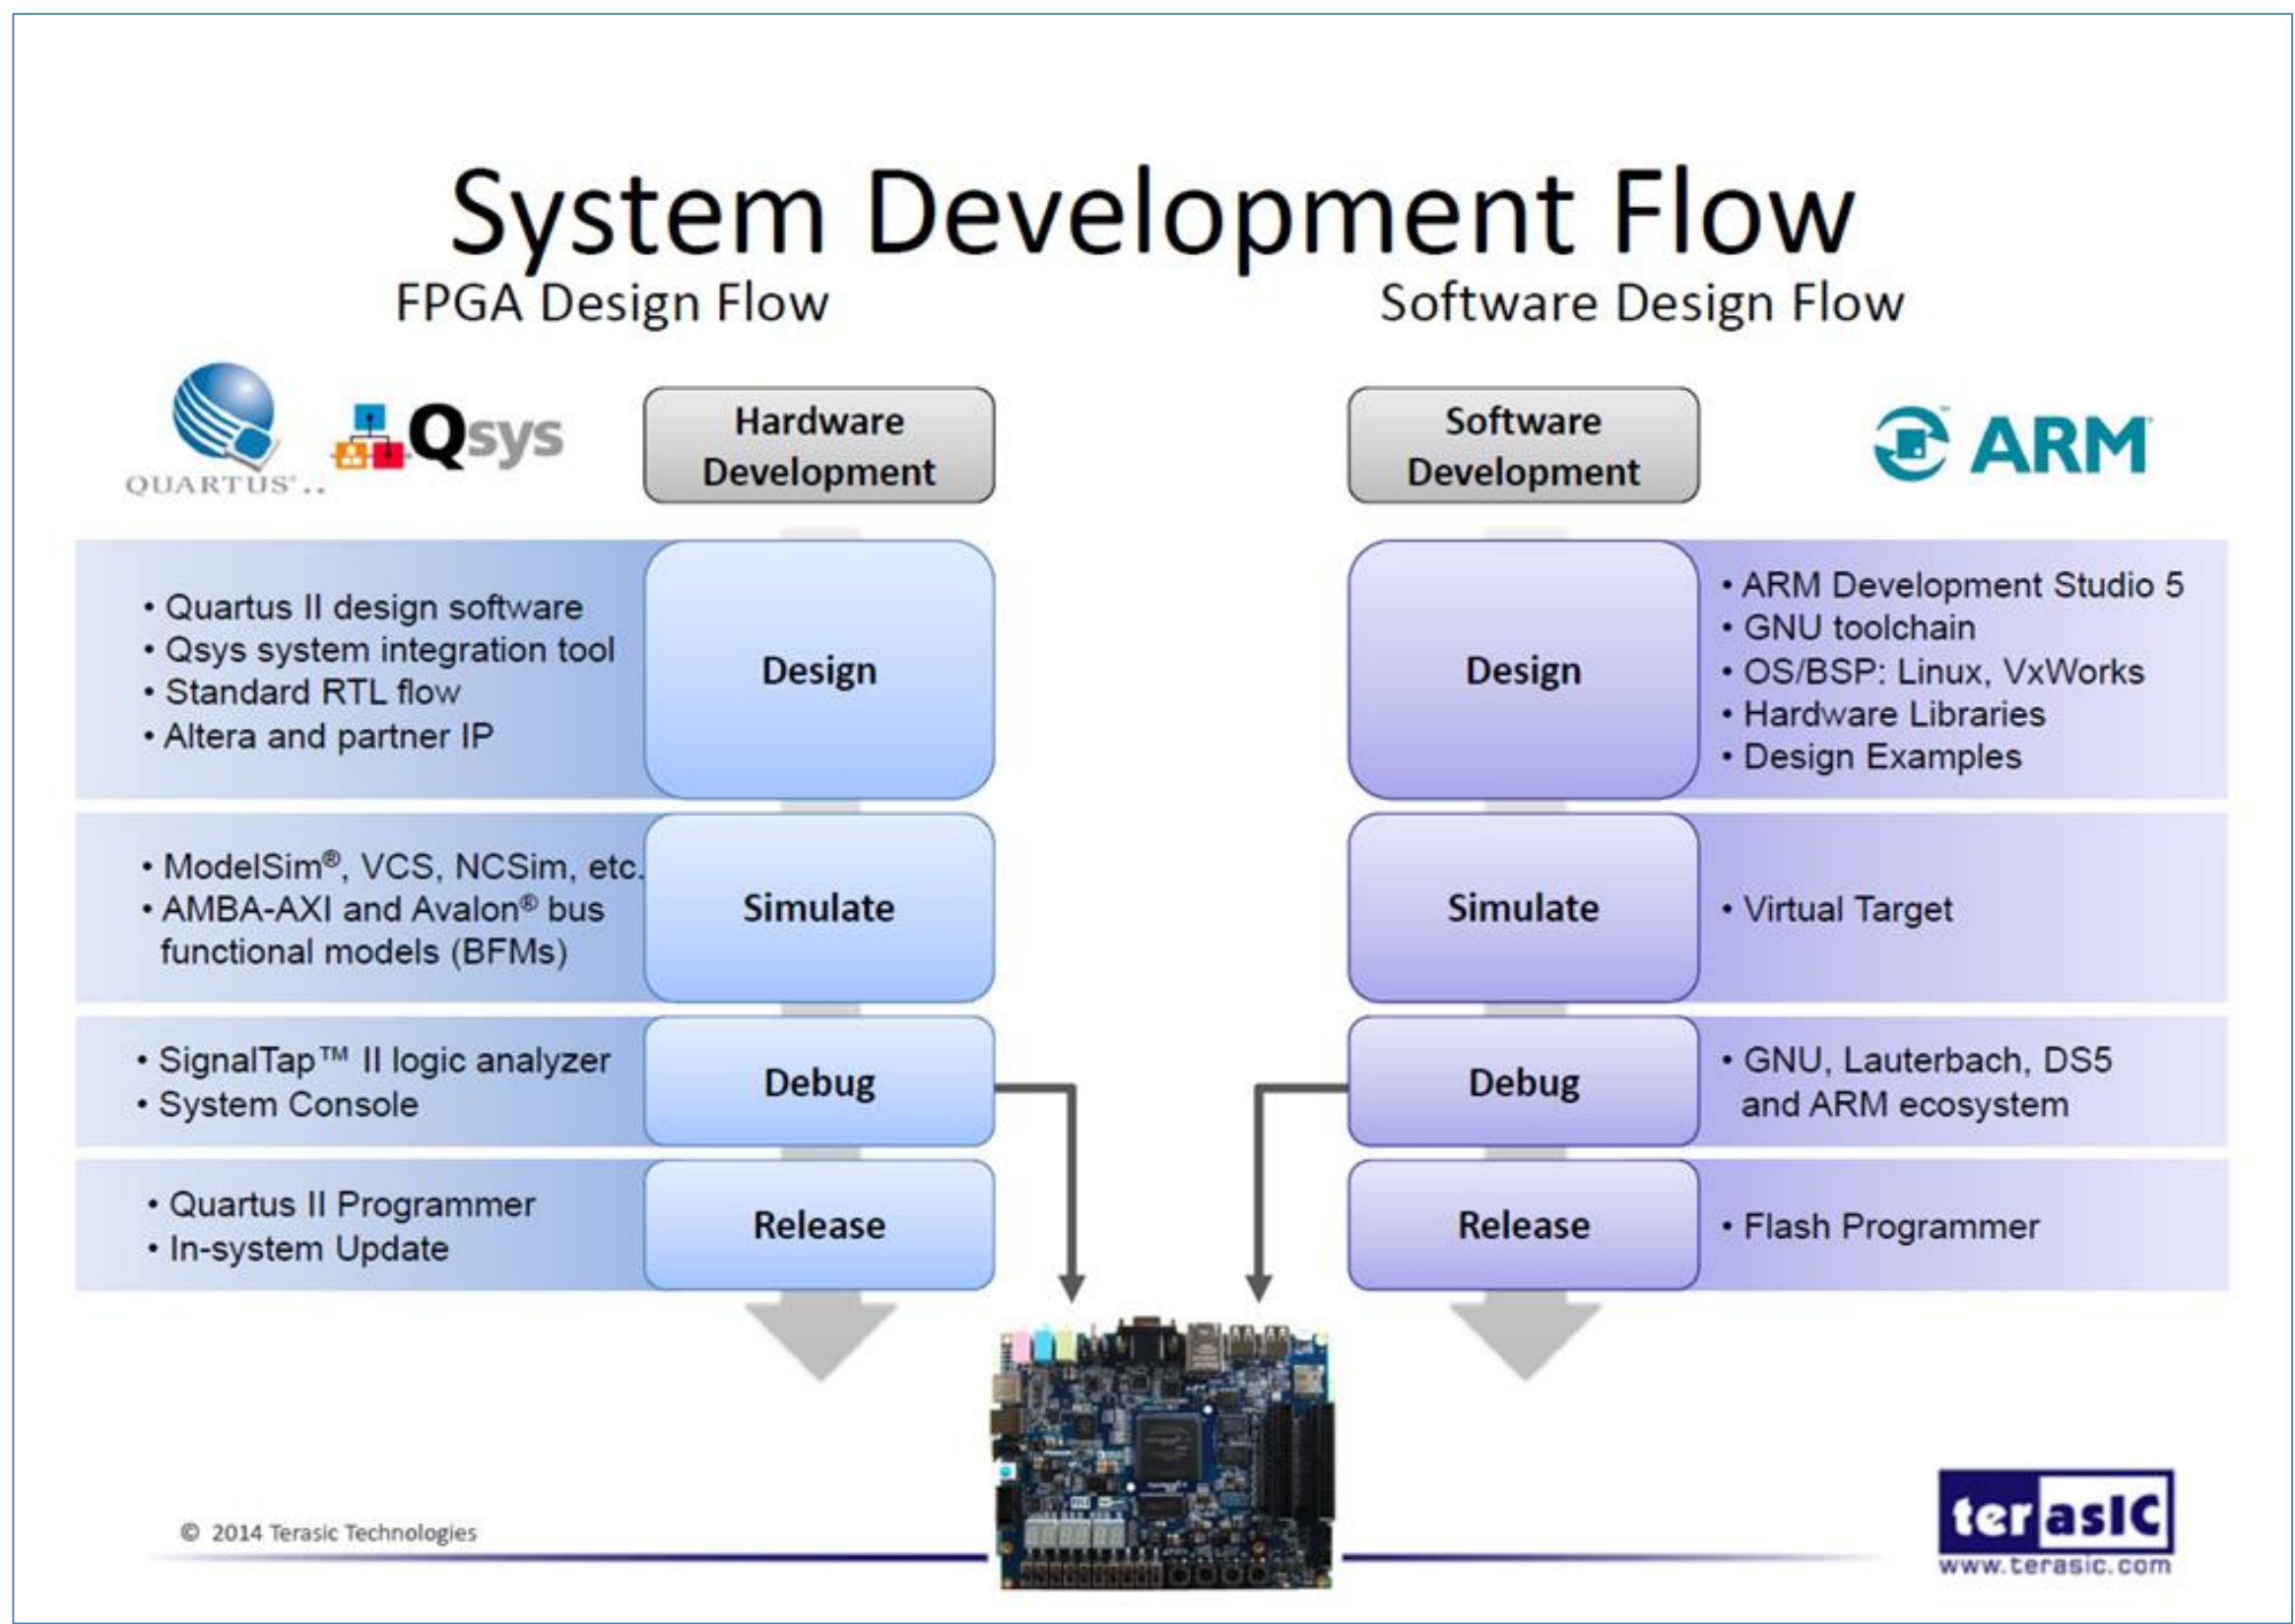 System Development Flow
FPGA Design Flow
Software Design Flow
QUARTUS®
Qsys
Hardware
Development
Software
Development
ARM
• Quartus II design software
• Qsys system integration tool
• Standard RTL flow
• Altera and partner IP
Design
Design
• ARM Development Studio 5
• GNU toolchain
• OS/BSP: Linux, VxWorks
• Hardware Libraries
• Design Examples
• ModelSim®, VCS, NCSim, etc.
• AMBA-AXI and Avalon® bus
functional models (BFMs)
Simulate
Simulate
• Virtual Target
• SignalTap™ II logic analyzer
• System Console
Debug
Debug
• GNU, Lauterbach, DS5
and ARM ecosystem
• Quartus II Programmer
• In-system Update
Release
Release
• Flash Programmer
© 2014 Terasic Technologies
terasIC
www.terasic.com